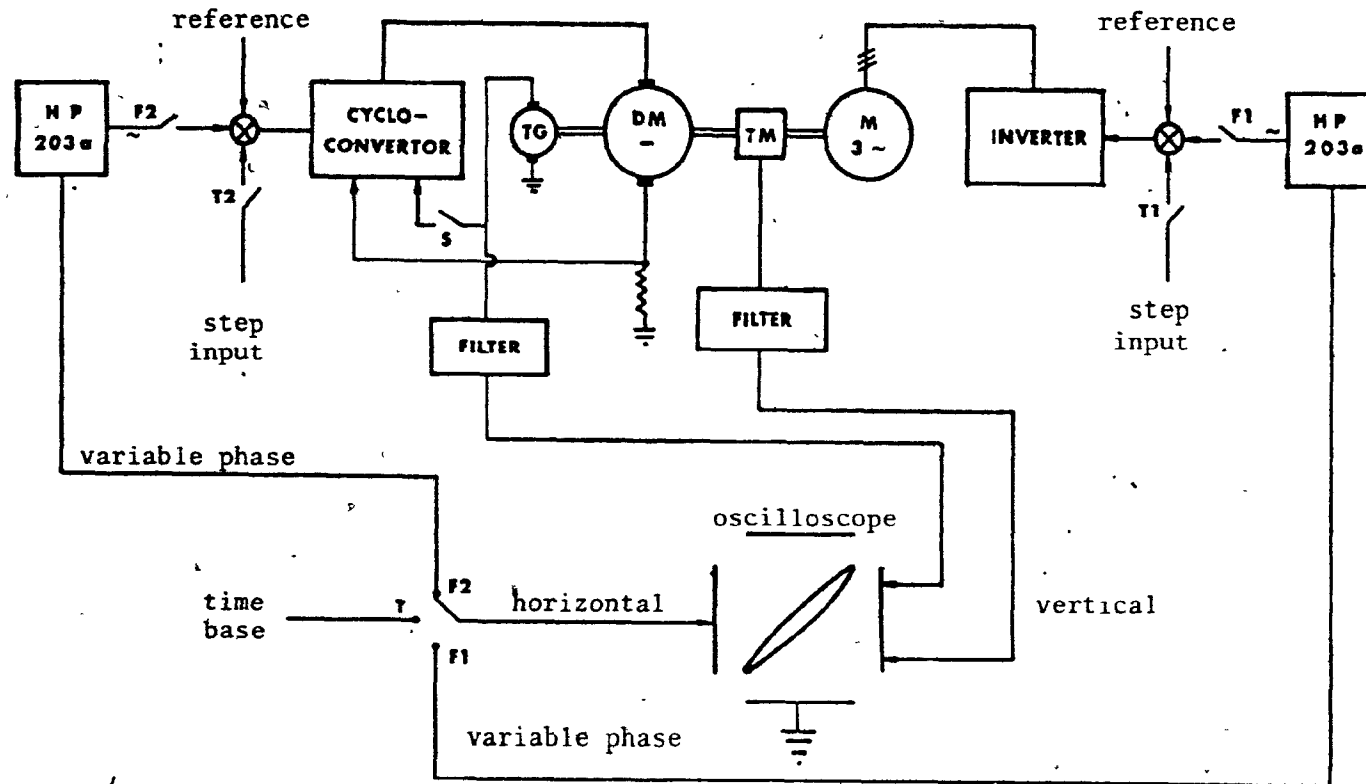 reference
reference
H P
203a
F2
~
CYCLO-
CONVERTOR
TG
DM
–
TM
M
3 ~
INVERTER
F1
~
H P
203a
T2
S
T1
step
input
FILTER
FILTER
step
input
variable phase
oscilloscope
time
base
T
F2
horizontal
vertical
F1
variable phase